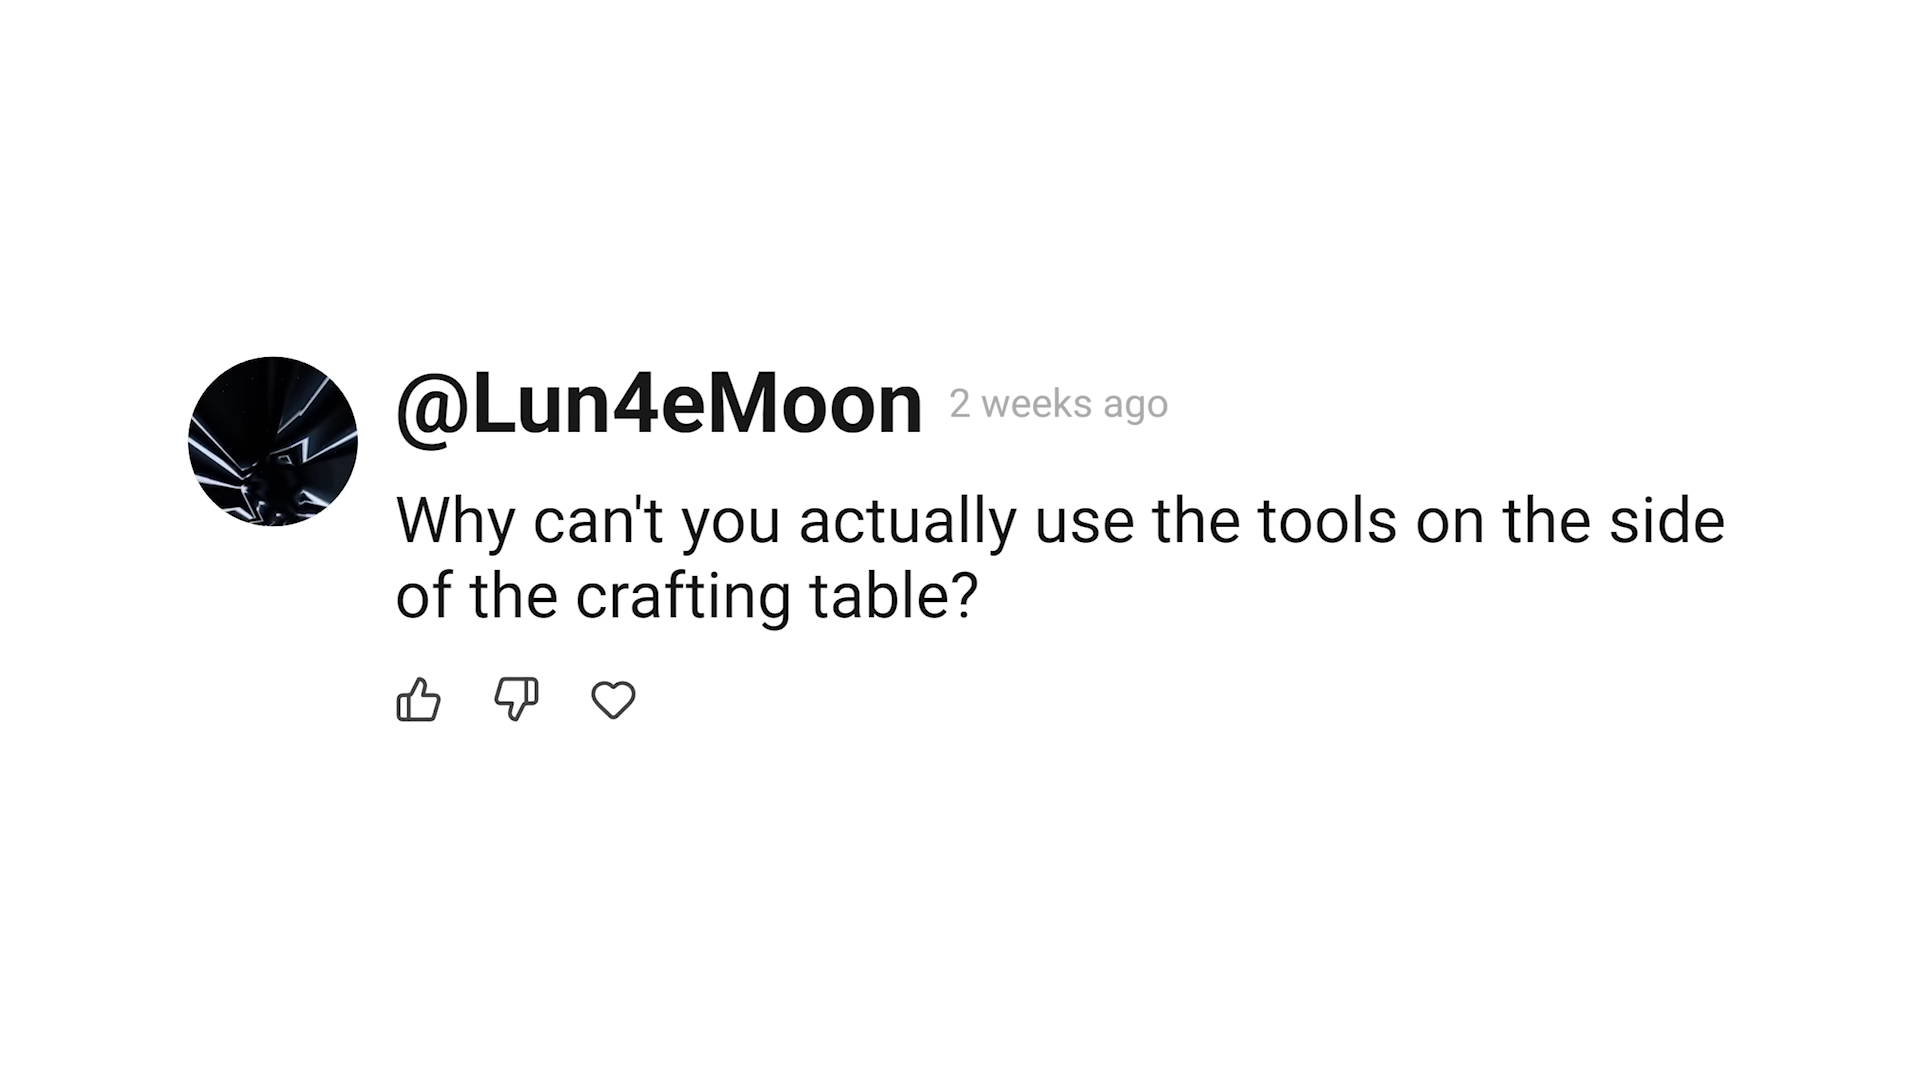 @Lun4eMoon 2 weeks ago
Why can't you actually use the tools on the side
of the crafting table?